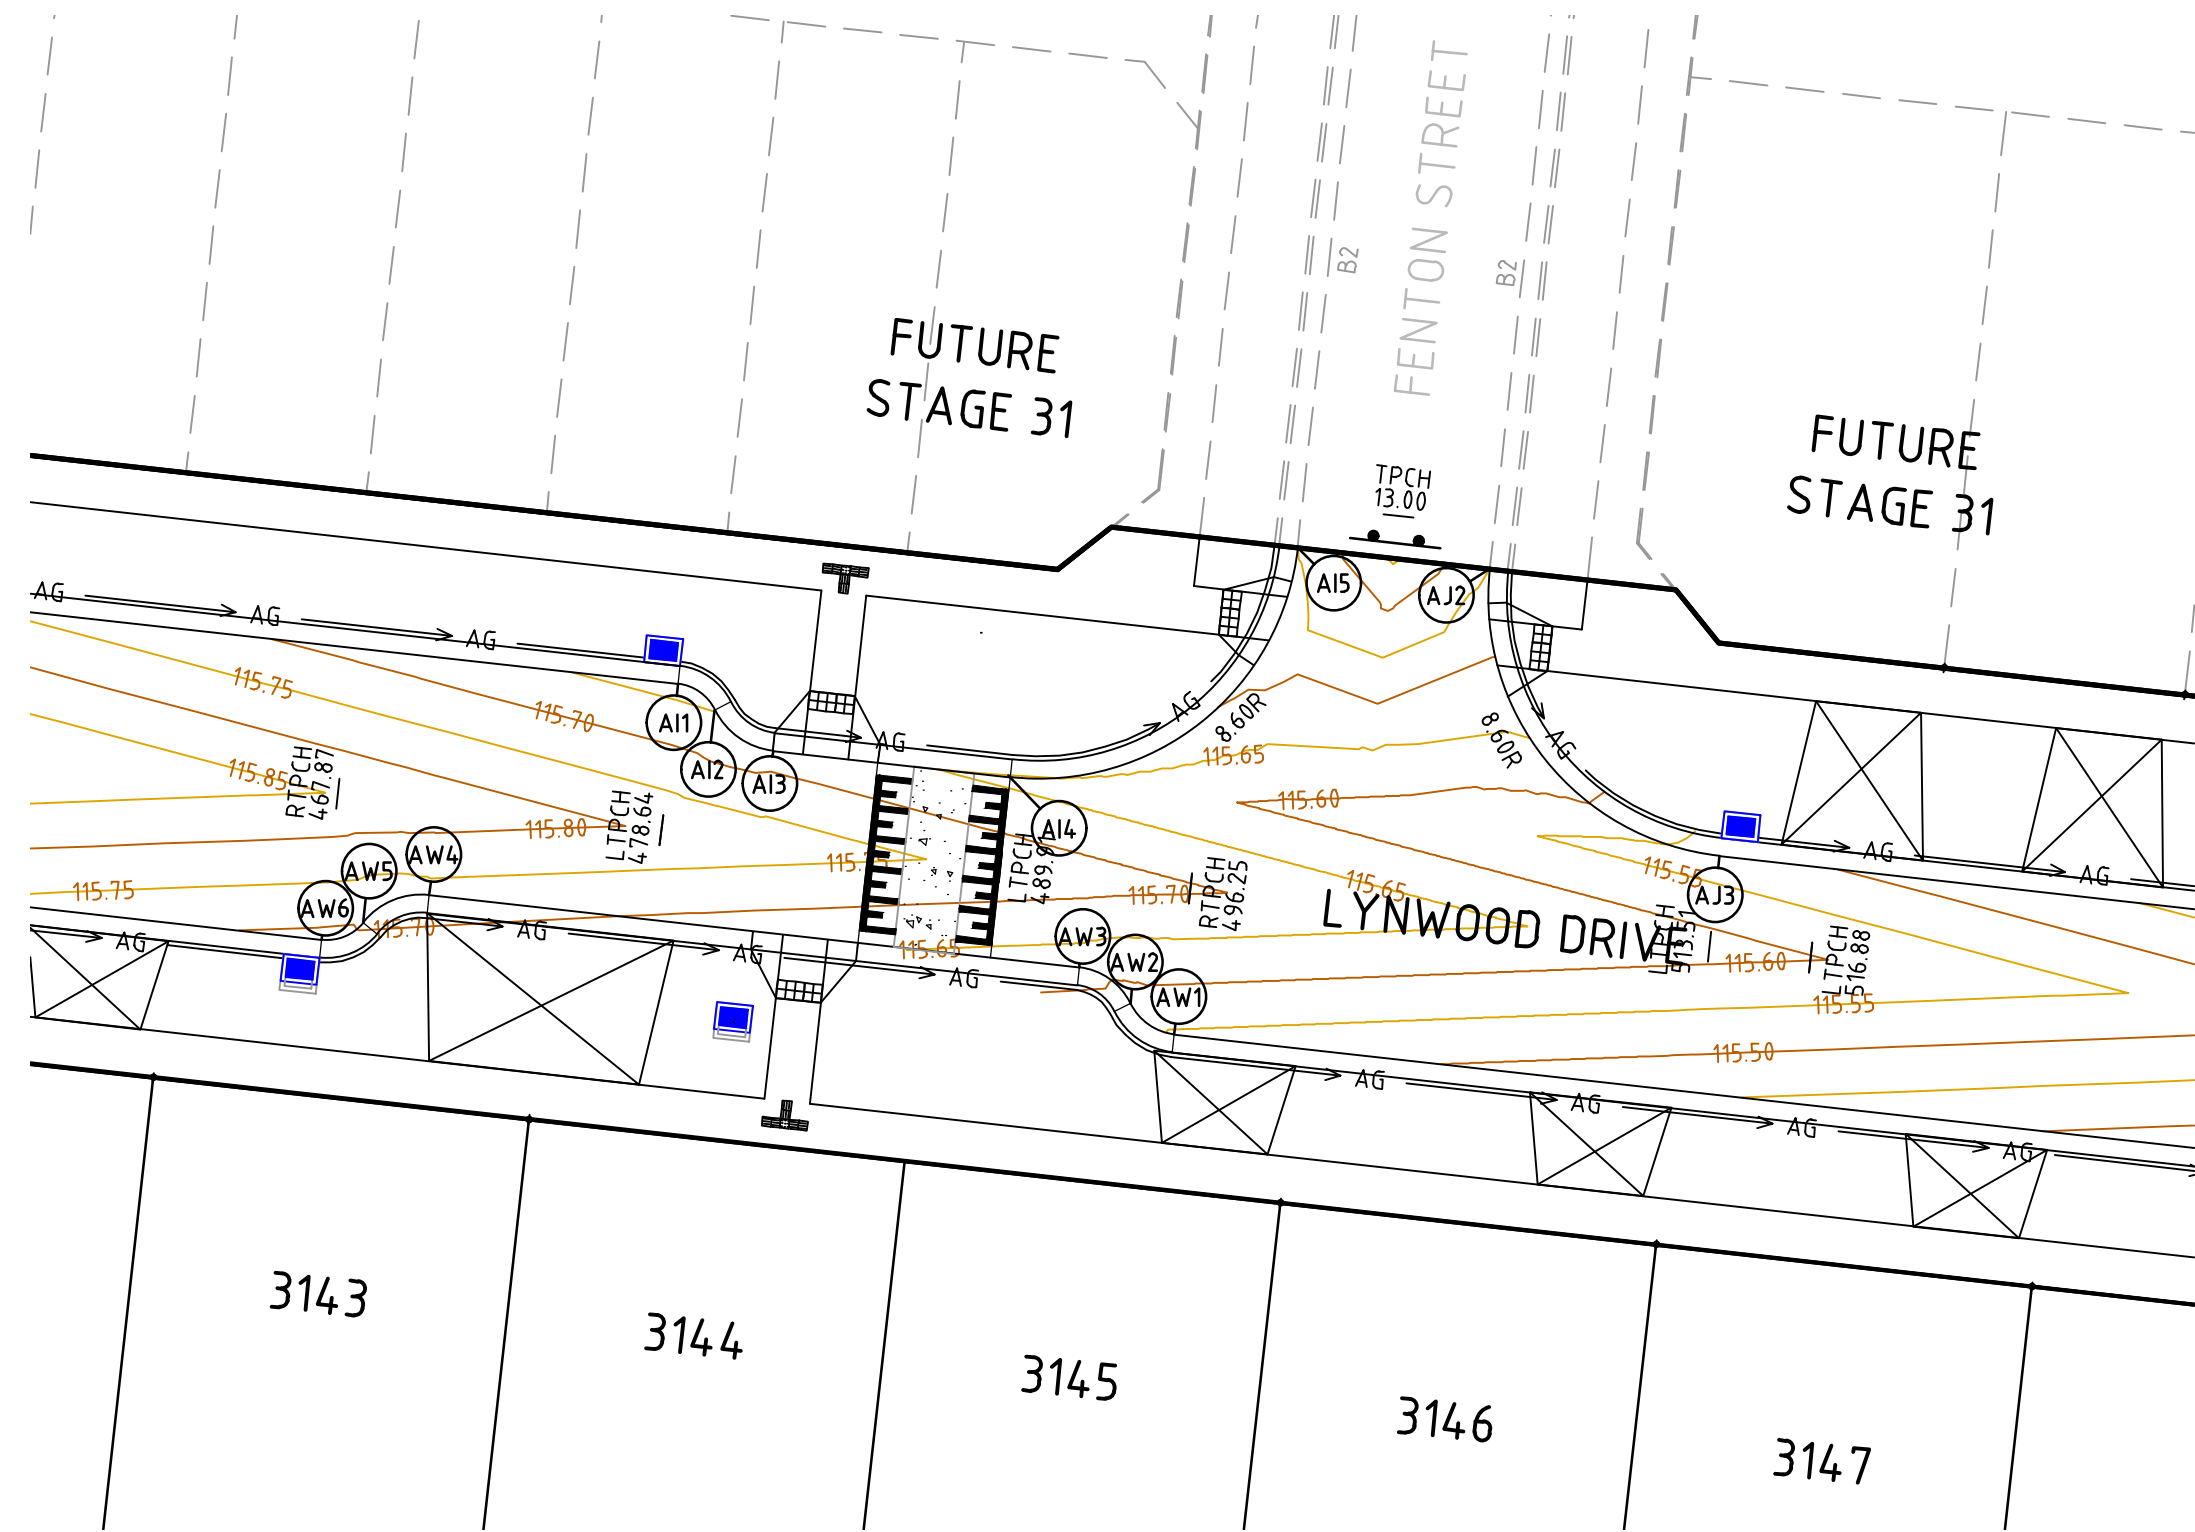 FENTON STREET
B2
B2
FUTURE
STAGE 31
FUTURE
STAGE 31
TPCH
13.00
AI5
AJ2
AG
AG
AG
115.75
115.70
AI1
AI2
AI3
AG
AG
8.60R
8.60R
AG
115.65
115.60
RTPCH
467.87
115.85
LTPCH
478.64
115.80
AI4
LTPCH
115.75
115.70
RTPCH
496.25
115.65
115.55
AJ3
AG
AG
LYNWOOD DRIVE
LTPCH
513.51
115.60
LTPCH
516.88
115.55
115.50
AW4
AW5
AW6
115.75
115.70
AG
AG
AG
AG
115.65
AW3
AW2
AW1
AG
AG
AG
AG
3143
3144
3145
3146
3147